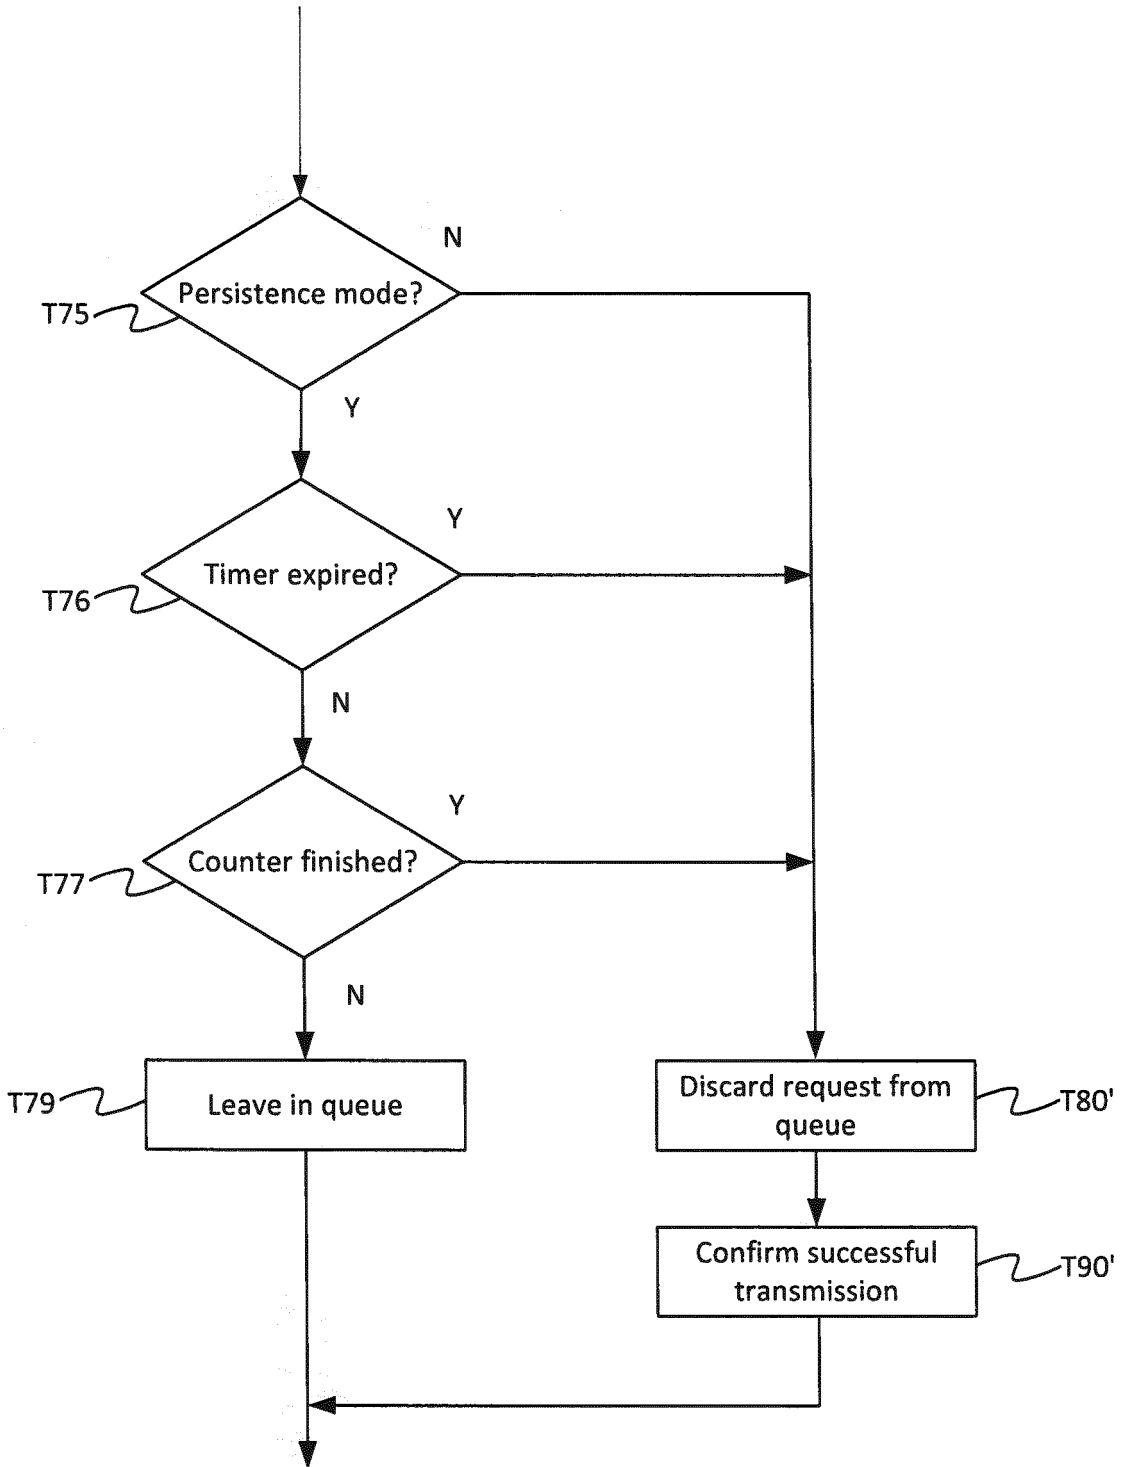 N
Persistence mode?
T75
Y
Y
Timer expired?
T76
N
Y
Counter finished?
T77
N
T79
Leave in queue
Discard request from
queue
T80'
Confirm successful
transmission
T90'